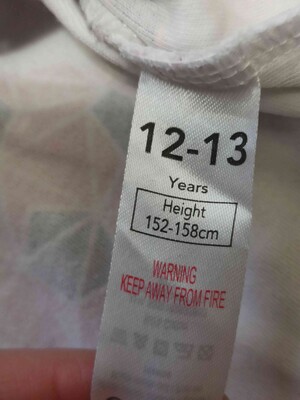 12-13
Years
Height
152-158cm
WARNING
KEEP AWAY FROM FIRE